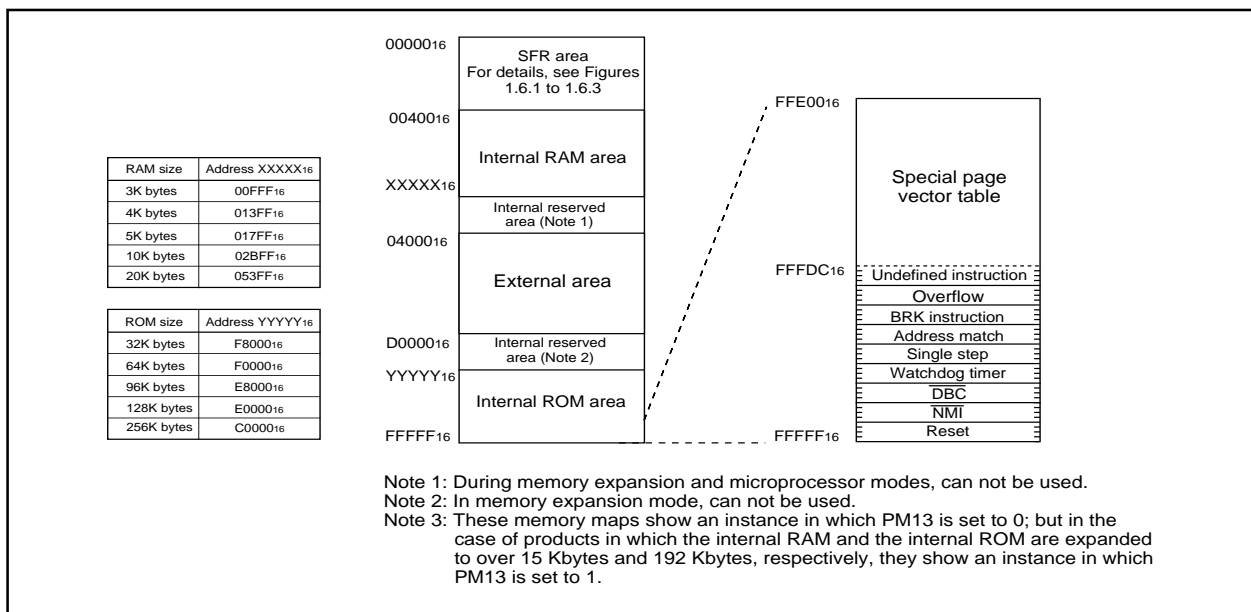 RAM size Address XXXXX16
3K bytes 00FFF16
4K bytes 013FF16
5K bytes 017FF16
10K bytes 02BFF16
20K bytes 053FF16
ROM size Address YYYYY16
32K bytes F800016
64K bytes F000016
96K bytes E800016
128K bytes E000016
256K bytes C000016
0000016
SFR area
For details, see Figures
1.6.1 to 1.6.3
0040016
Internal RAM area
XXXXX16
Internal reserved
area (Note 1)
0400016
External area
D000016
Internal reserved
area (Note 2)
YYYYY16
Internal ROM area
FFFFF16
FFE0016
Special page
vector table
FFFDC16
Undefined instruction
Overflow
BRK instruction
Address match
Single step
Watchdog timer
DBC
NMI
Reset
FFFFF16
Note 1: During memory expansion and microprocessor modes, can not be used.
Note 2: In memory expansion mode, can not be used.
Note 3: These memory maps show an instance in which PM13 is set to 0; but in the
case of products in which the internal RAM and the internal ROM are expanded
to over 15 Kbytes and 192 Kbytes, respectively, they show an instance in which
PM13 is set to 1.